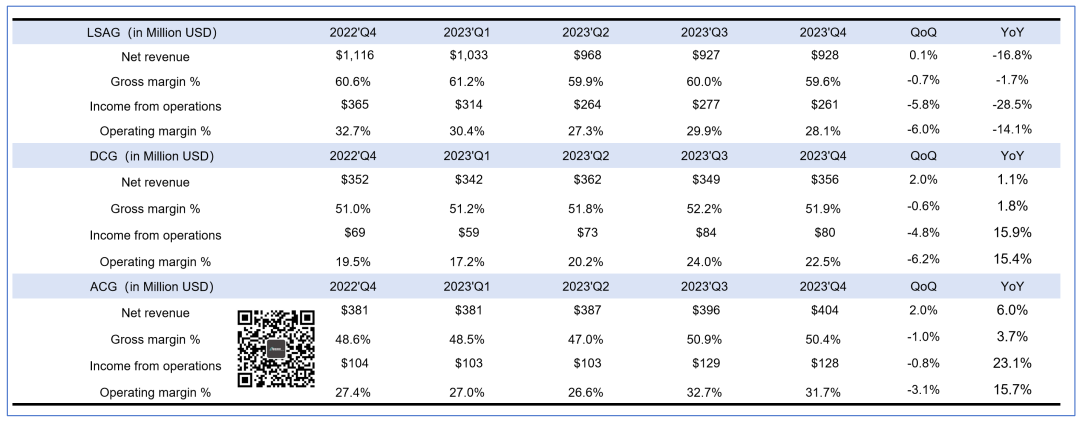 LSAG (in Million USD) 2022'Q4 2023'Q1 2023'Q2 2023'Q3 2023'Q4 QoQ YoY
Net revenue $1,116 $1,033 $968 $927 $928 0.1% -16.8%
Gross margin % 60.6% 61.2% 59.9% 60.0% 59.6% -0.7% -1.7%
Income from operations $365 $314 $264 $277 $261 -5.8% -28.5%
Operating margin % 32.7% 30.4% 27.3% 29.9% 28.1% -6.0% -14.1%
DCG (in Million USD) 2022'Q4 2023'Q1 2023'Q2 2023'Q3 2023'Q4 QoQ YoY
Net revenue $352 $342 $362 $349 $356 2.0% 1.1%
Gross margin % 51.0% 51.2% 51.8% 52.2% 51.9% -0.6% 1.8%
Income from operations $69 $59 $73 $84 $80 -4.8% 15.9%
Operating margin % 19.5% 17.2% 20.2% 24.0% 22.5% -6.2% 15.4%
ACG (in Million USD) 2022'Q4 2023'Q1 2023'Q2 2023'Q3 2023'Q4 QoQ YoY
Net revenue $381 $381 $387 $396 $404 2.0% 6.0%
Gross margin % 48.6% 48.5% 47.0% 50.9% 50.4% -1.0% 3.7%
Income from operations $104 $103 $103 $129 $128 -0.8% 23.1%
Operating margin % 27.4% 27.0% 26.6% 32.7% 31.7% -3.1% 15.7%